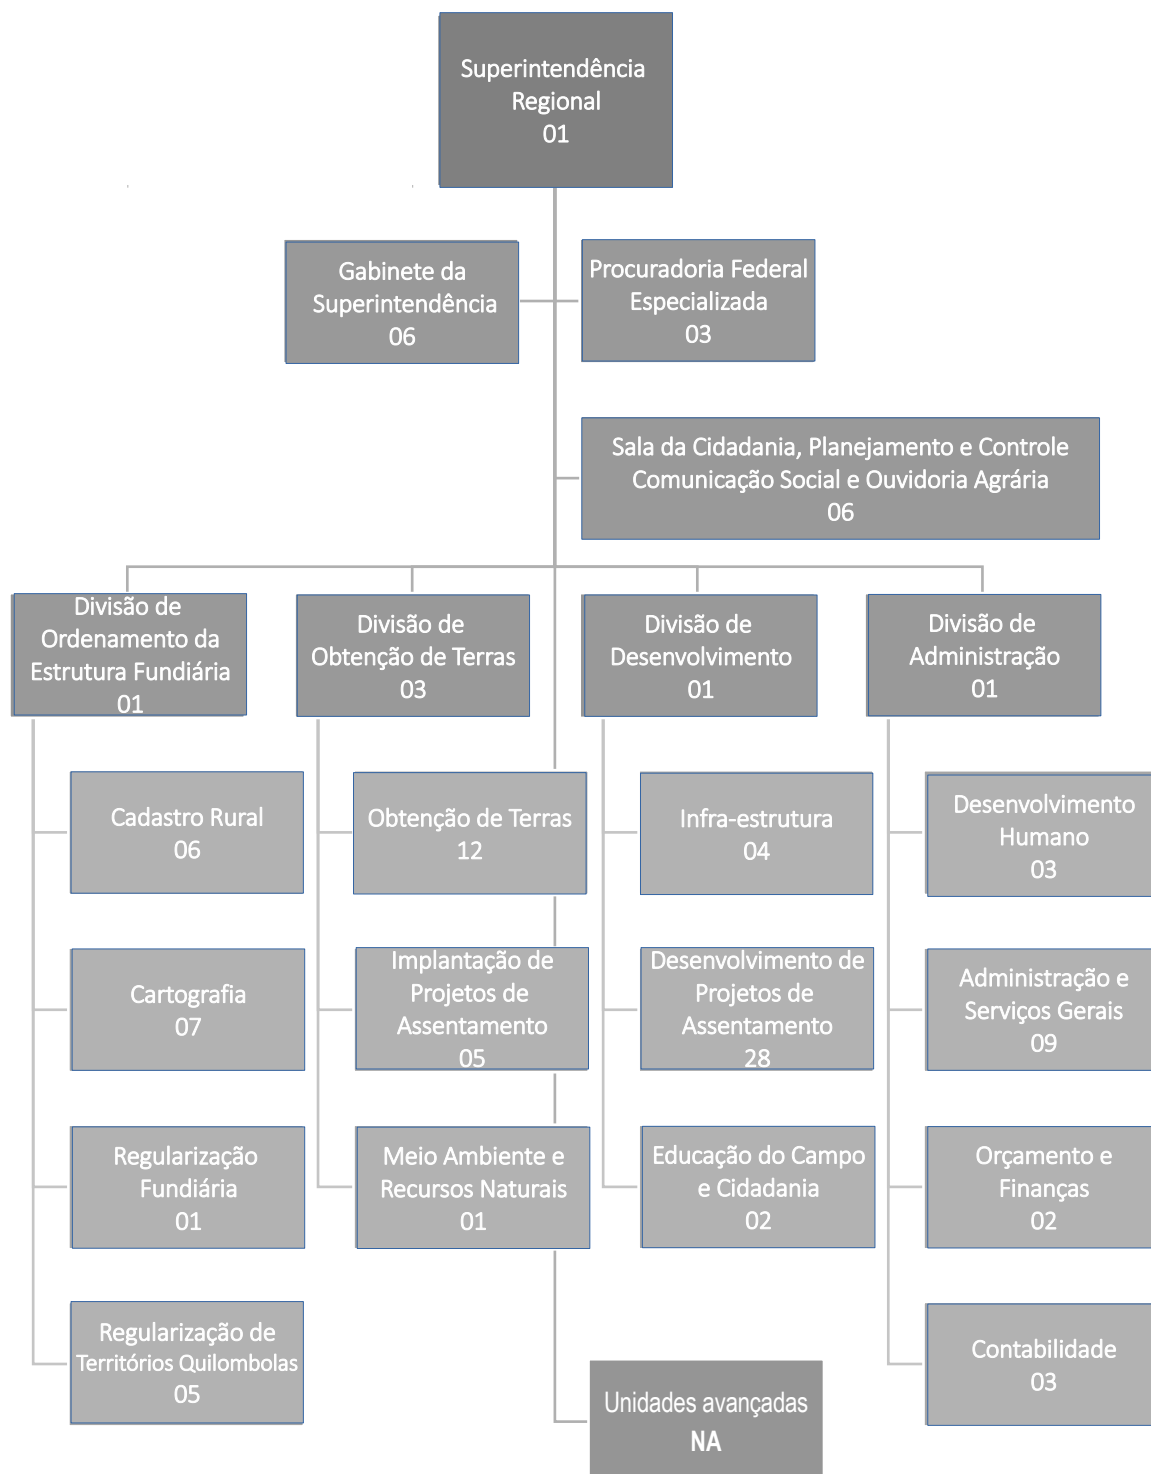 Superintendência
Regional
01
Gabinete da
Superintendência
06
Procuradoria Federal
Especializada
03
Sala da Cidadania, Planejamento e Controle
Comunicação Social e Ouvidoria Agrária
06
Divisão de
Ordenamento da
Estrutura Fundiária
01
Divisão de
Obtenção de Terras
03
Divisão de
Desenvolvimento
01
Divisão de
Administração
01
Cadastro Rural
06
Obtenção de Terras
12
Infra-estrutura
04
Desenvolvimento
Humano
03
Cartografia
07
Implantação de
Projetos de
Assentamento
05
Desenvolvimento de
Projetos de
Assentamento
28
Administração e
Serviços Gerais
09
Regularização
Fundiária
01
Meio Ambiente e
Recursos Naturais
01
Educação do Campo
e Cidadania
02
Orçamento e
Finanças
02
Regularização de
Territórios Quilombolas
05
Contabilidade
03
Unidades avançadas
NA